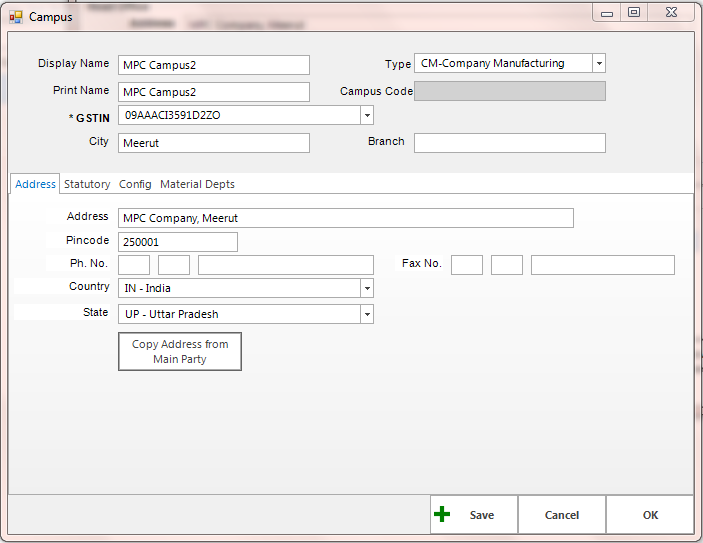 Campus
Display Name MPC Campus2 Type CM-Company Manufacturing
Print Name MPC Campus2 Campus Code
* GSTIN 09AAACI3591D2ZO
City Meerut Branch
Address Statutory Config Material Depts
Address MPC Company, Meerut
Pincode 250001
Ph. No. Fax No.
Country IN - India
State UP - Uttar Pradesh
Copy Address from
Main Party
Save Cancel OK